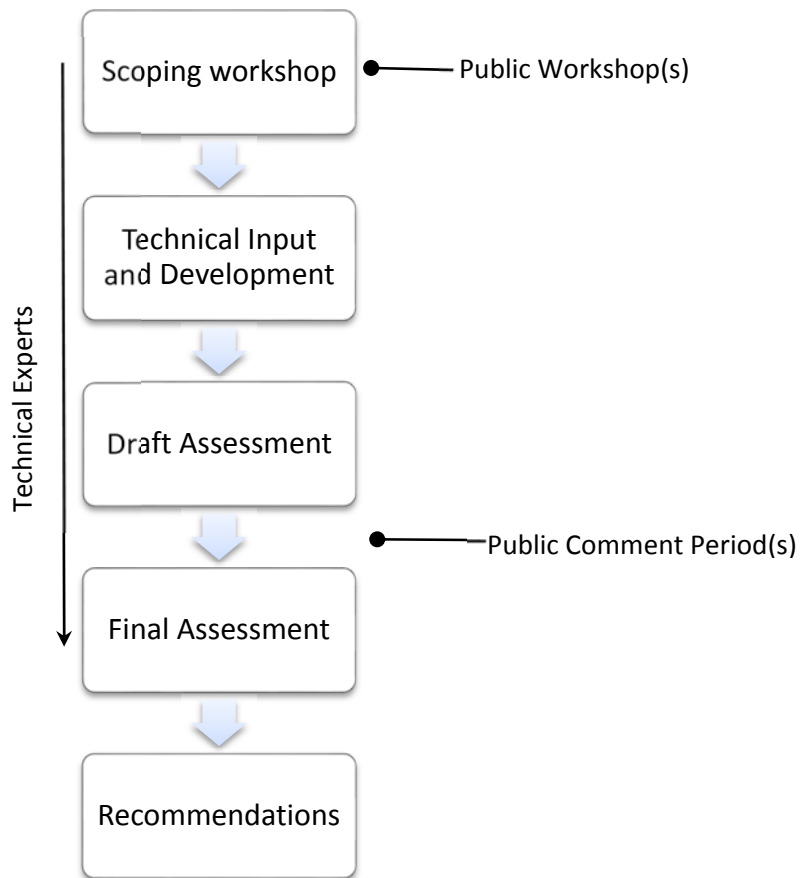 Scoping workshop
Public Workshop(s)
Technical Input
and Development
Technical Experts
Draft Assessment
Public Comment Period(s)
Final Assessment
Recommendations